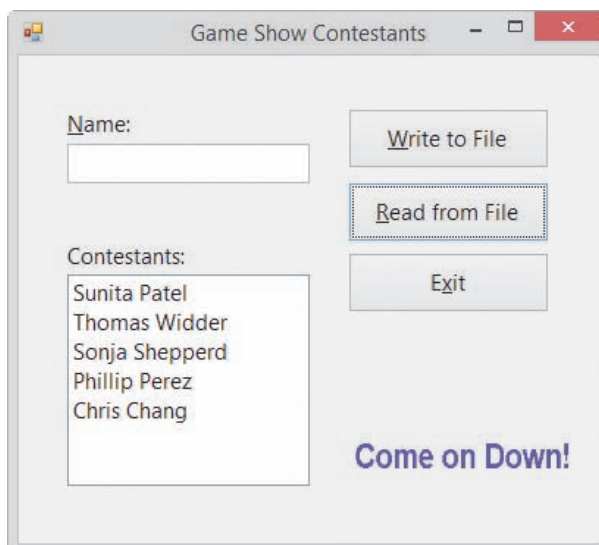 Game Show Contestants
Name:
Write to File
Read from File
Contestants:
Exit
Sunita Patel
Thomas Widder
Sonja Shepperd
Phillip Perez
Chris Chang
Come on Down!